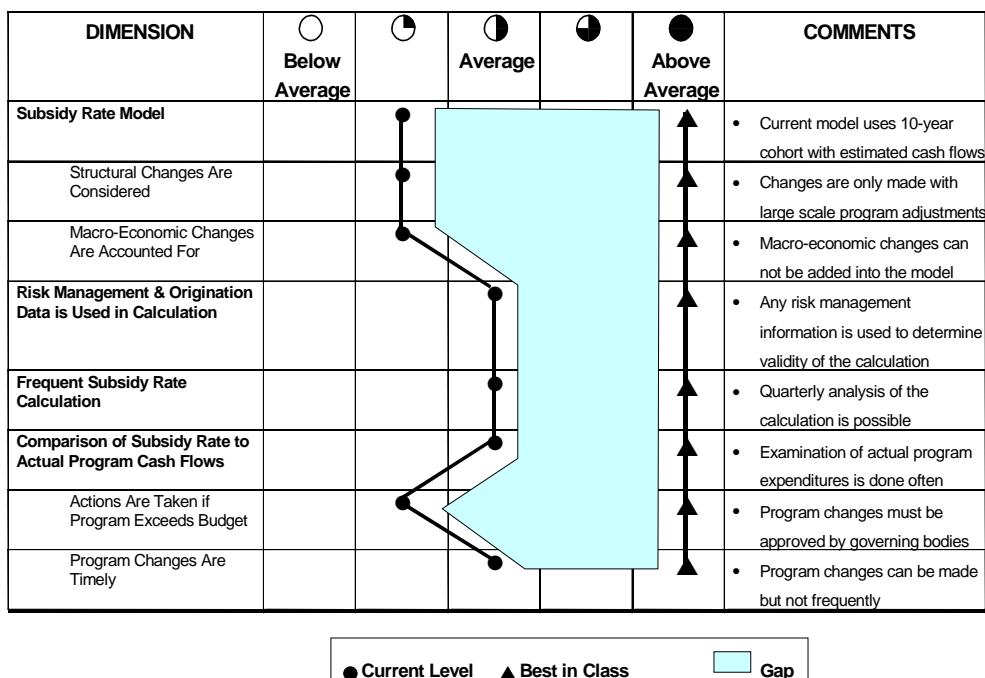 DIMENSION
Below
Average
Average
Above
Average
COMMENTS
Subsidy Rate Model
• Current model uses 10-year
cohort with estimated cash flows
Structural Changes Are
Considered
• Changes are only made with
large scale program adjustments
Macro-Economic Changes
Are Accounted For
• Macro-economic changes can
not be added into the model
Risk Management & Origination
Data is Used in Calculation
• Any risk management
information is used to determine
validity of the calculation
Frequent Subsidy Rate
Calculation
• Quarterly analysis of the
calculation is possible
Comparison of Subsidy Rate to
Actual Program Cash Flows
• Examination of actual program
expenditures is done often
Actions Are Taken if
Program Exceeds Budget
• Program changes must be
approved by governing bodies
Program Changes Are
Timely
• Program changes can be made
but not frequently
Current Level Best in Class Gap